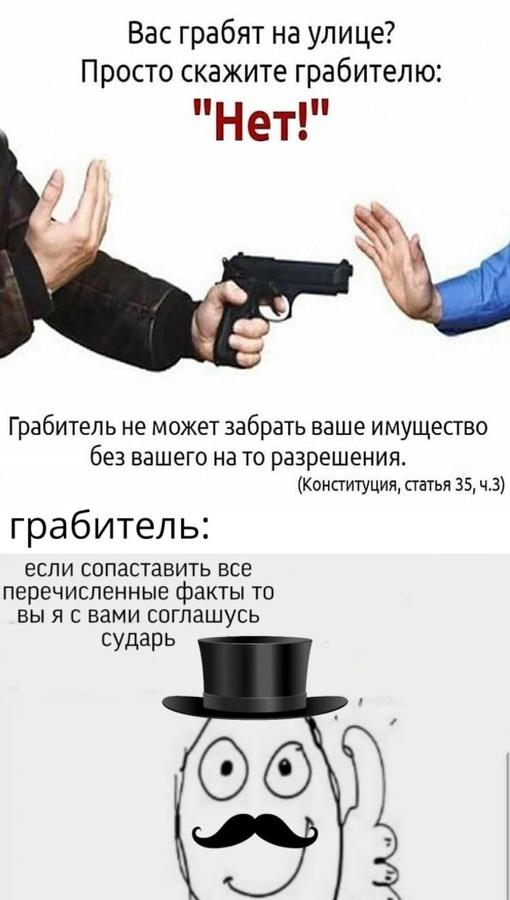 Вас грабят на улице?
Просто скажите грабителю:
"Нет!"
Грабитель не может забрать ваше имущество
без вашего на то разрешения.
(Конституция, статья 35, ч.3)
грабитель:
если сопаставить все
перечисленные факты то
вы я с вами соглашусь
сударь